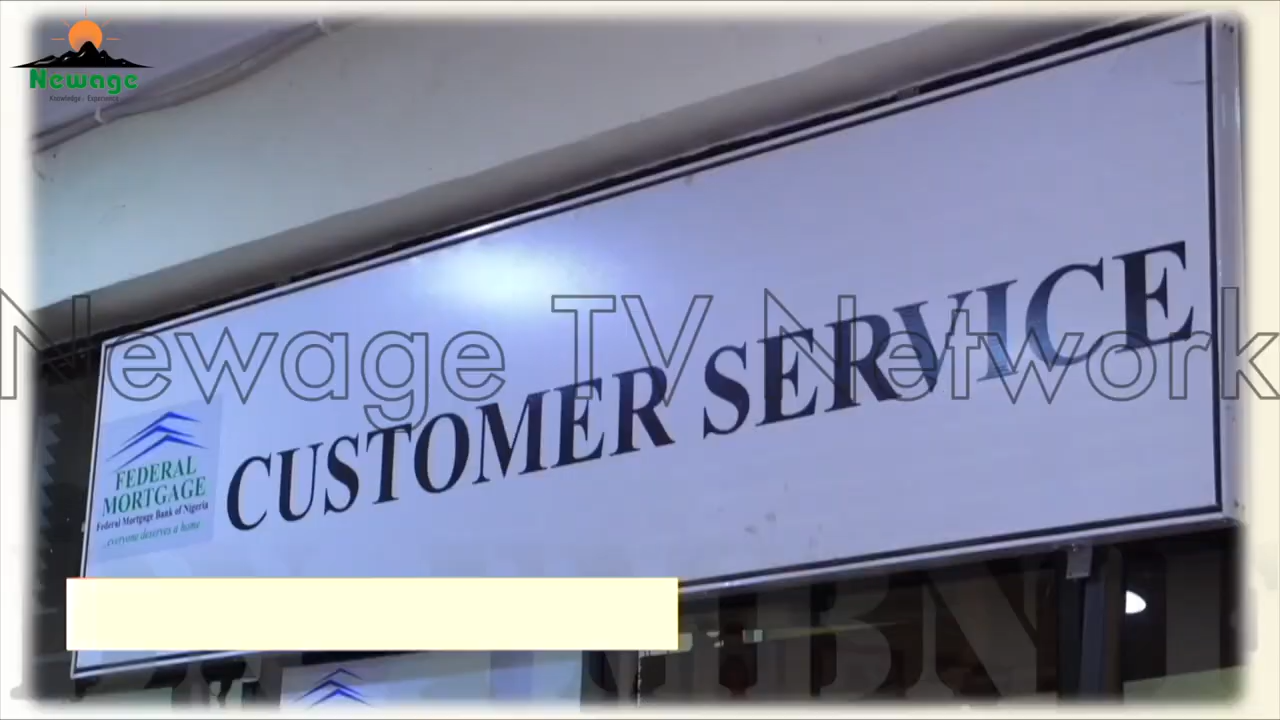 Newage
Knowledge - Experience
Newage TV Network
CUSTOMER SERVICE
FEDERAL
MORTGAGE
Federal Mortgage Bank of Nigeria
...everyone deserves a home